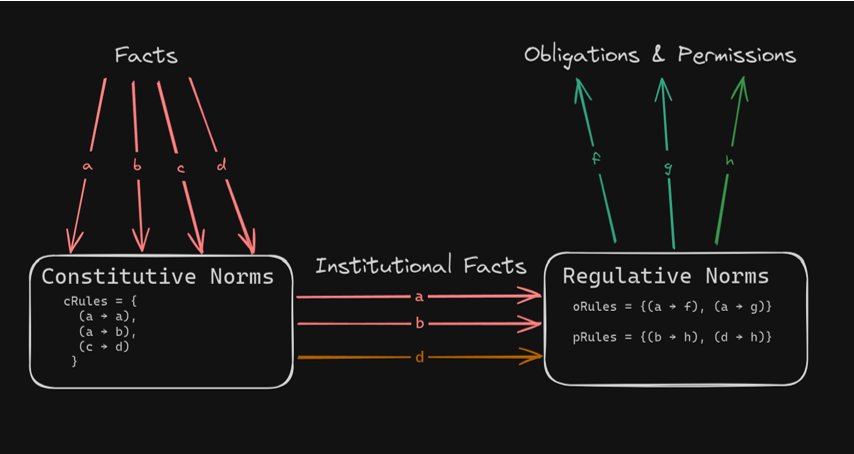 Facts
Obligations & Permissions
a
b
c
d
f
g
h
Constitutive Norms
cRules = {
(a → a),
(a → b),
(c → d)
}
Institutional Facts
a
b
d
Regulative Norms
oRules = {(a → f), (a → g)}
pRules = {(b → h), (d → h)}